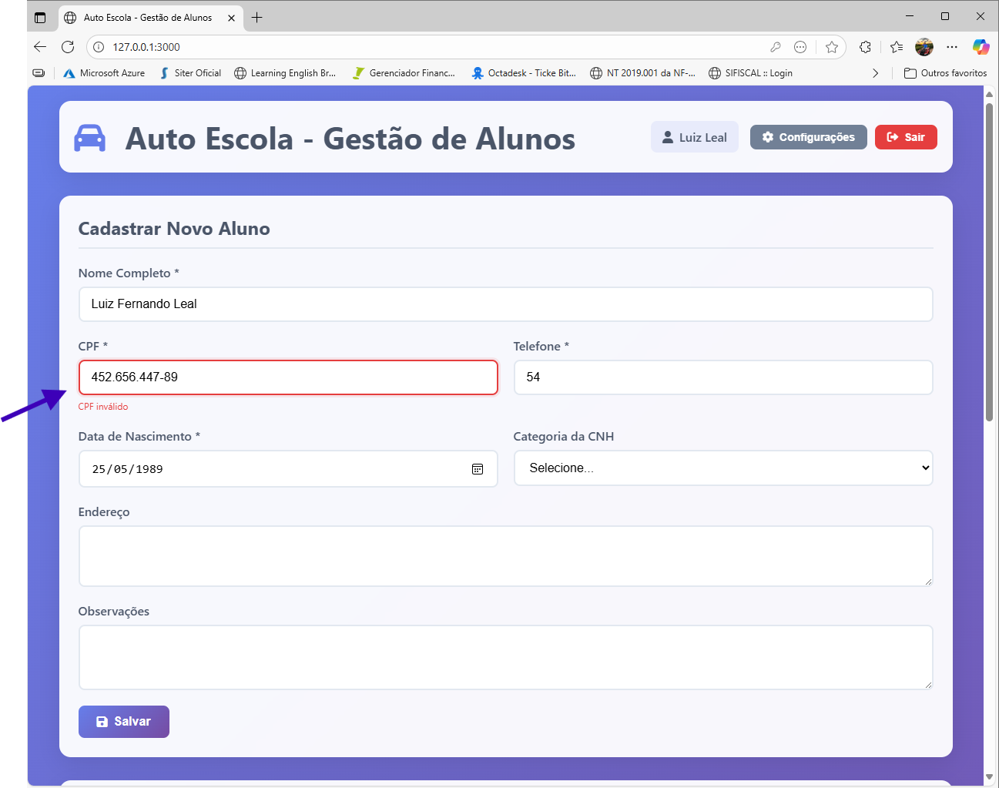 Auto Escola - Gestão de Alunos
127.0.0.1:3000
Microsoft Azure
Siter Oficial
Learning English Br...
Gerenciador Financ...
Octadesk - Ticke Bit...
NT 2019.001 da NF-...
SIFISCAL :: Login
Outros favoritos
Auto Escola - Gestão de Alunos
Luiz Leal
Configurações
Sair
Cadastrar Novo Aluno
Nome Completo *
Luiz Fernando Leal
CPF *
Telefone *
452.656.447-89
54
CPF inválido
Data de Nascimento *
Categoria da CNH
25/05/1989
Selecione...
Endereço
Observações
Salvar